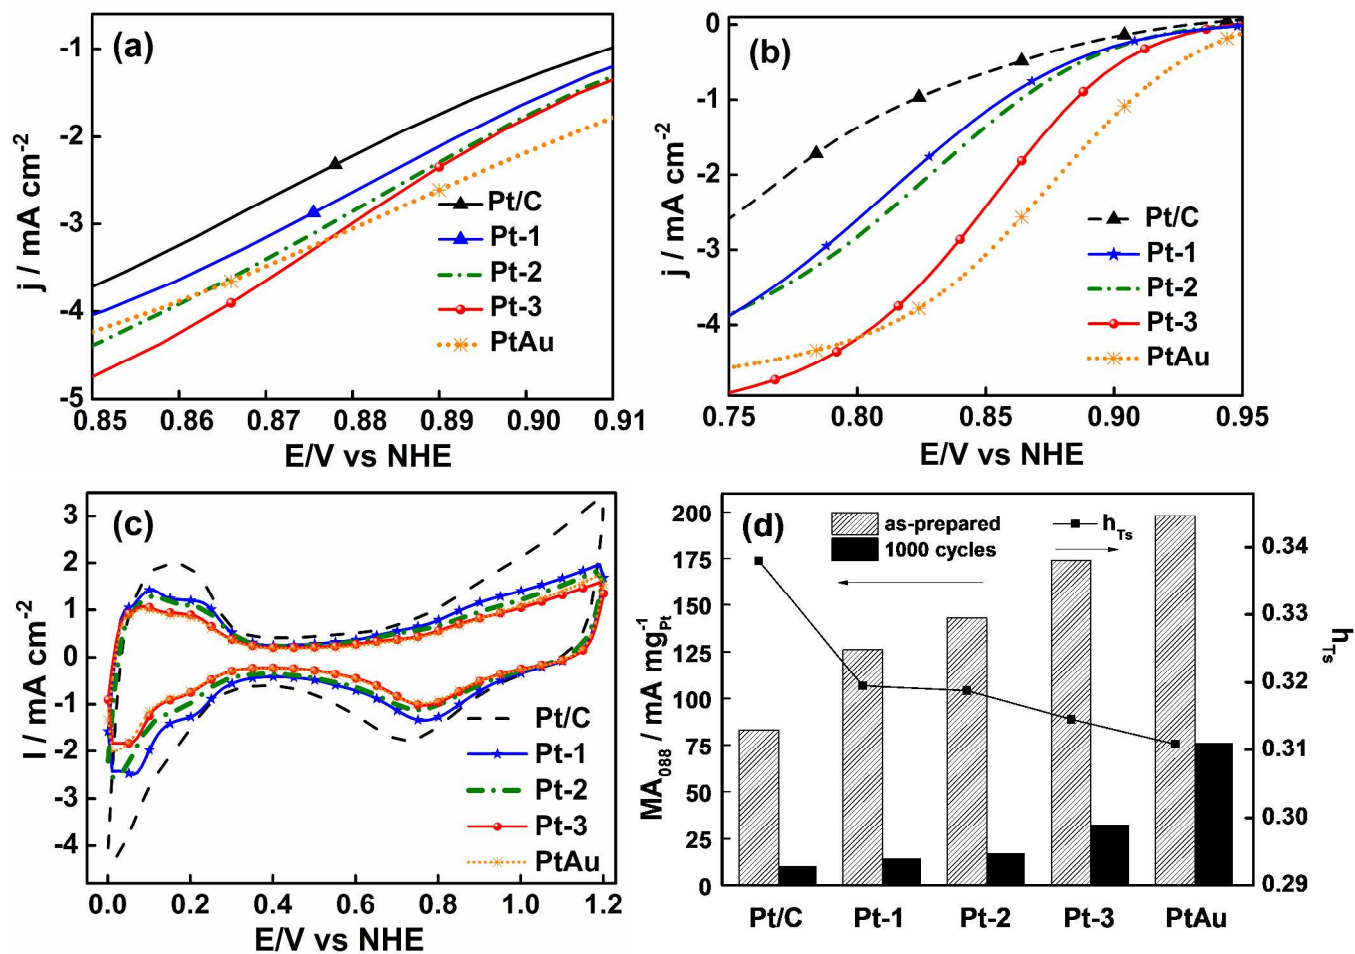 (a)
-1
-2
-3
-4
-5
j / mA cm-2
0.85 0.86 0.87 0.88 0.89 0.90 0.91
E/V vs NHE
Pt/C
Pt-1
Pt-2
Pt-3
PtAu
(b)
0
-1
-2
-3
-4
j / mA cm-2
0.75 0.80 0.85 0.90 0.95
E/V vs NHE
Pt/C
Pt-1
Pt-2
Pt-3
PtAu
(c)
3
2
1
0
-1
-2
-3
-4
I / mA cm-2
0.0 0.2 0.4 0.6 0.8 1.0 1.2
E/V vs NHE
Pt/C
Pt-1
Pt-2
Pt-3
PtAu
(d)
as-prepared
1000 cycles
hTs
200
175
150
125
100
75
50
25
0
MA088 / mA mg-1Pt
0.34
0.33
0.32
0.31
0.30
0.29
hTs
Pt/C Pt-1 Pt-2 Pt-3 PtAu